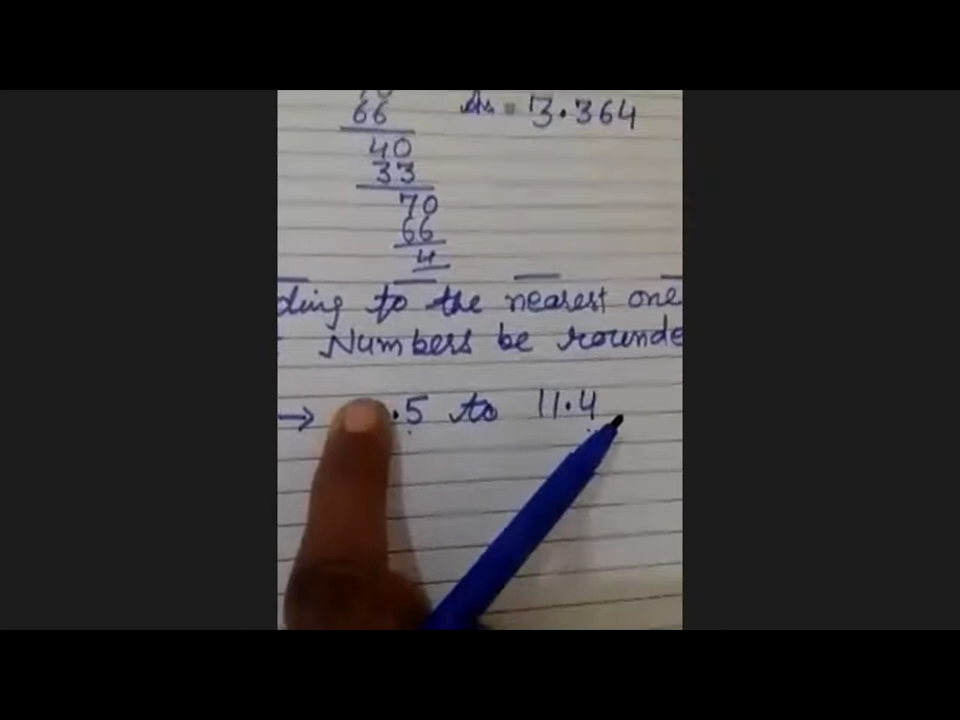 66
Ans = 3.364
40
33
70
66
4
ding to the nearest one
Numbers be rounde
→ .5 to 11.4